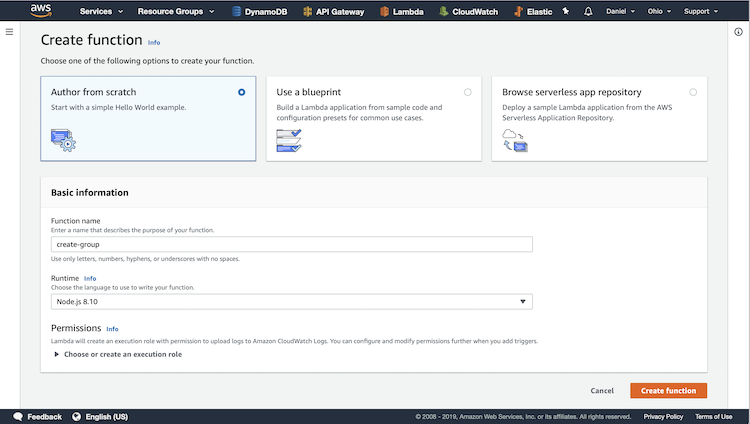 aws Services Resource Groups DynamoDB API Gateway Lambda CloudWatch Elastic Daniel Ohio Support
Create function Info
Choose one of the following options to create your function.
Author from scratch
Start with a simple Hello World example.
Use a blueprint
Build a Lambda application from sample code and
configuration presets for common use cases.
Browse serverless app repository
Deploy a sample Lambda application from the AWS
Serverless Application Repository.
Basic information
Function name
Enter a name that describes the purpose of your function.
create-group
Use only letters, numbers, hyphens, or underscores with no spaces.
Runtime Info
Choose the language to use to write your function.
Node.js 8.10
Permissions Info
Lambda will create an execution role with permission to upload logs to Amazon CloudWatch Logs. You can configure and modify permissions further when you add triggers.
Choose or create an execution role
Cancel Create function
Feedback English (US) © 2008 - 2019, Amazon Web Services, Inc. or its affiliates. All rights reserved. Privacy Policy Terms of Use